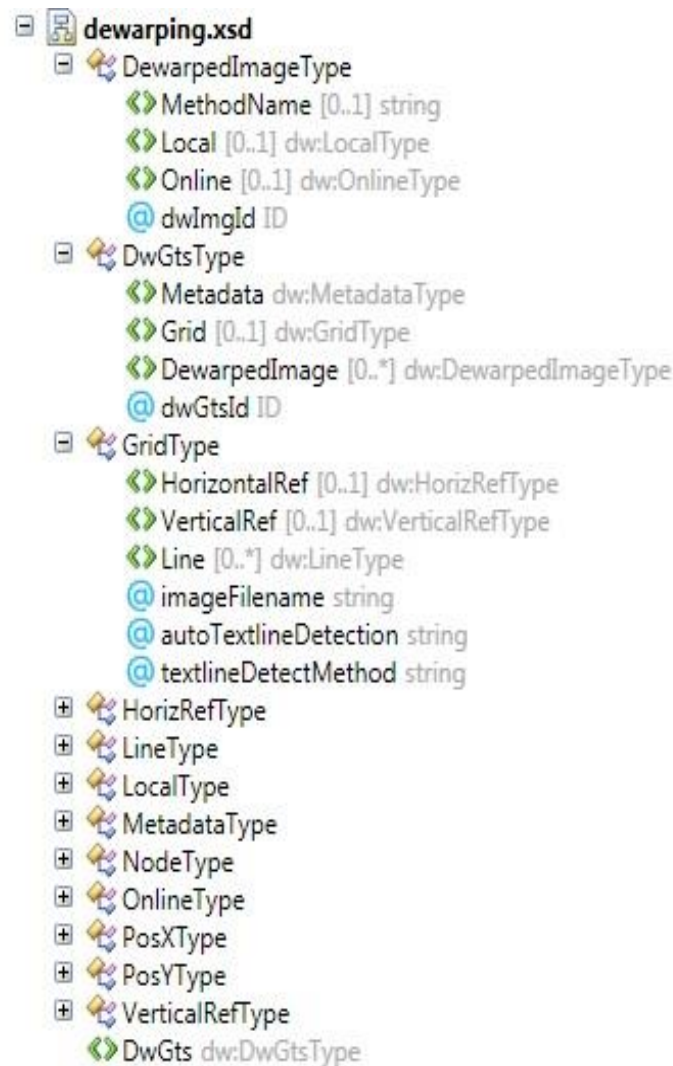 dewarping.xsd
DewarpedImageType
MethodName [0..1] string
Local [0..1] dw:LocalType
Online [0..1] dw:OnlineType
@ dwImgId ID
DwGtsType
Metadata dw:MetadataType
Grid [0..1] dw:GridType
DewarpedImage [0..*] dw:DewarpedImageType
@ dwGtsId ID
GridType
HorizontalRef [0..1] dw:HorizRefType
VerticalRef [0..1] dw:VerticalRefType
Line [0..*] dw:LineType
@ imageFilename string
@ autoTextlineDetection string
@ textlineDetectMethod string
HorizRefType
LineType
LocalType
MetadataType
NodeType
OnlineType
PosXType
PosYType
VerticalRefType
DwGts dw:DwGtsType